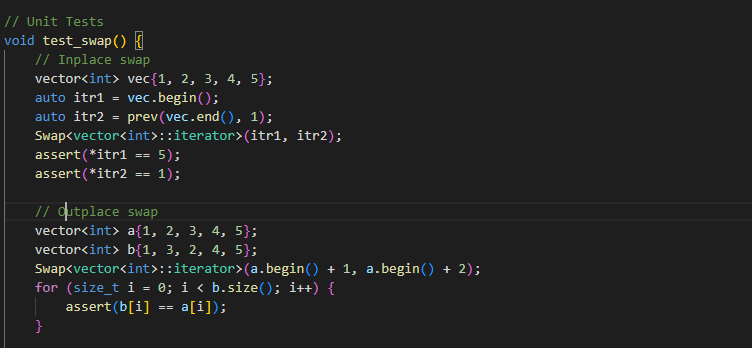 // Unit Tests
void test_swap() {
    // Inplace swap
    vector<int> vec{1, 2, 3, 4, 5};
    auto itr1 = vec.begin();
    auto itr2 = prev(vec.end(), 1);
    Swap<vector<int>::iterator>(itr1, itr2);
    assert(*itr1 == 5);
    assert(*itr2 == 1);

    // Outplace swap
    vector<int> a{1, 2, 3, 4, 5};
    vector<int> b{1, 3, 2, 4, 5};
    Swap<vector<int>::iterator>(a.begin() + 1, a.begin() + 2);
    for (size_t i = 0; i < b.size(); i++) {
        assert(b[i] == a[i]);
    }